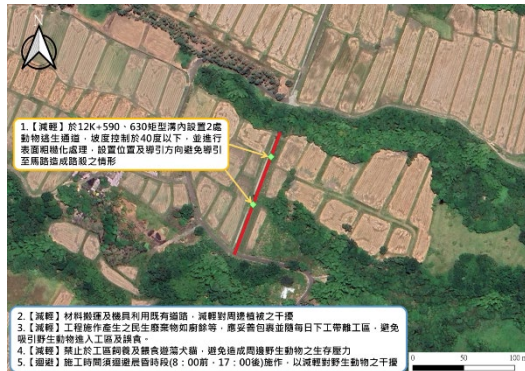 N
1.【減輕】於12K+590、630矩型溝內設置2處
動物逃生通道，坡度控制於40度以下，並進行
表面粗糙化處理，設置位置及導引方向避免導引
至馬路造成路殺之情形
2.【減輕】材料搬運及機具利用既有道路，減輕對周邊植被之干擾
3.【減輕】工程施作產生之民生廢棄物如廚餘等，應妥善包裹並隨每日下工帶離工區，避免
吸引野生動物進入工區及誤食。
4.【減輕】禁止於工區飼養及餵食遊蕩犬貓，避免造成周邊野生動物之生存壓力
5.【迴避】施工時間須迴避晨昏時段(8：00前，17：00後)施作，以減輕對野生動物之干擾
0 50 100 m